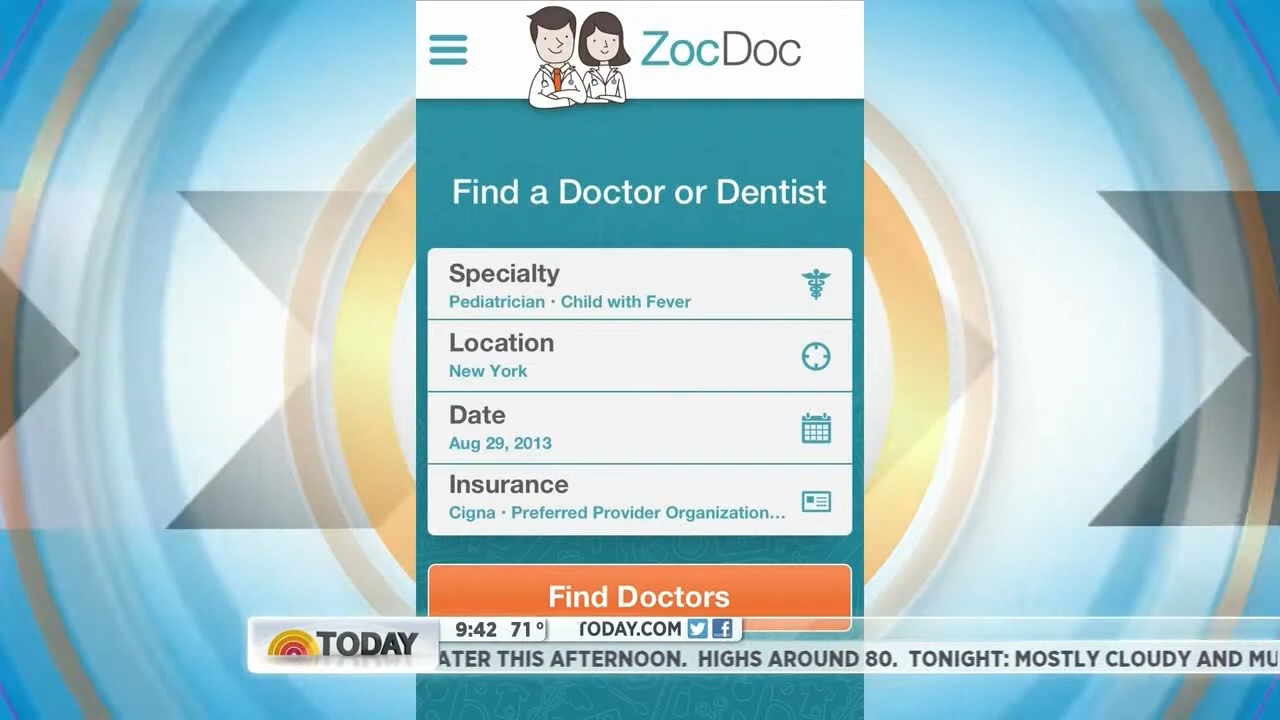 ZocDoc
Find a Doctor or Dentist
Specialty
Pediatrician · Child with Fever
Location
New York
Date
Aug 29, 2013
Insurance
Cigna · Preferred Provider Organization...
Find Doctors
TODAY
9:42 71°
TODAY.COM
ATER THIS AFTERNOON. HIGHS AROUND 80. TONIGHT: MOSTLY CLOUDY AND MU